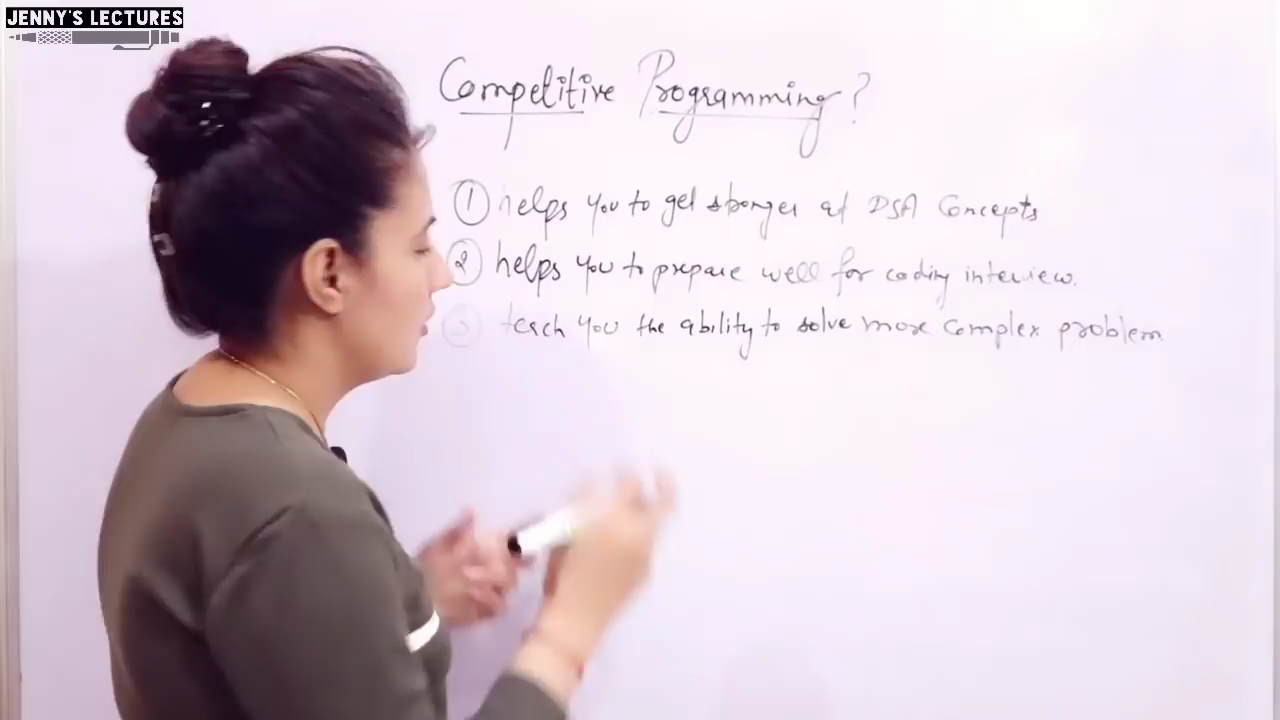 JENNY'S LECTURES
Competitive Programming?
① helps you to get stronger at DSA Concepts
② helps you to prepare well for coding interview.
③ teach you the ability to solve more complex problem.